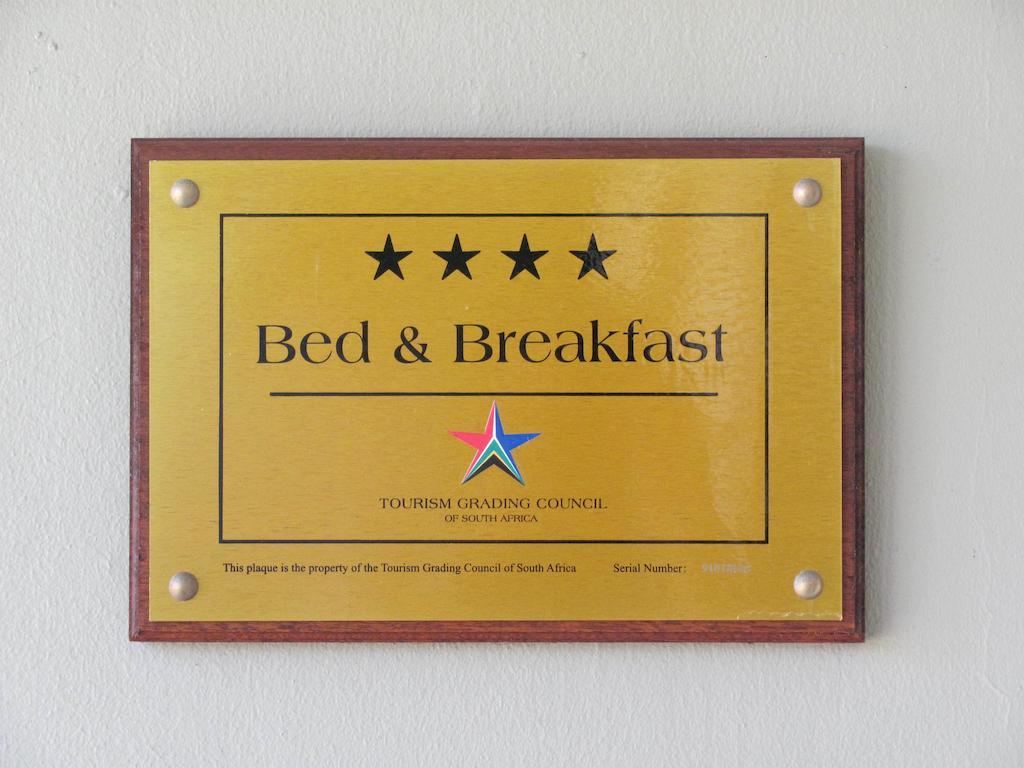 Bed & Breakfast
TOURISM GRADING COUNCIL
OF SOUTH AFRICA
This plaque is the property of the Tourism Grading Council of South Africa Serial Number: